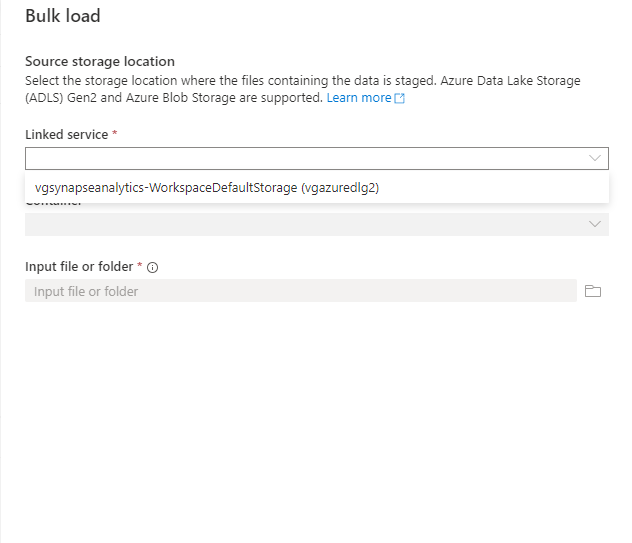 Bulk load
Source storage location
Select the storage location where the files containing the data is staged. Azure Data Lake Storage
(ADLS) Gen2 and Azure Blob Storage are supported. Learn more
Linked service *
vgsynapseanalytics-WorkspaceDefaultStorage (vgazuredlg2)
Container
Input file or folder *
Input file or folder